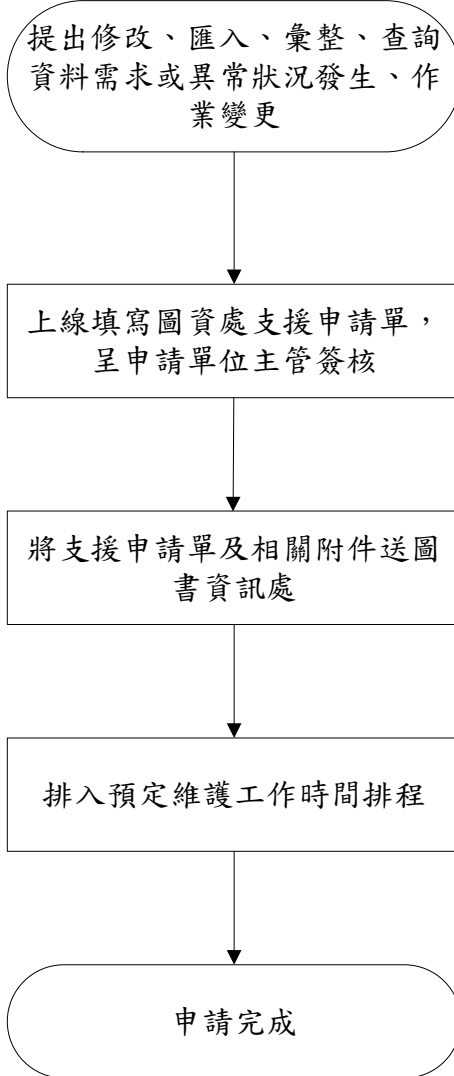 提出修改、匯入、彙整、查詢
資料需求或異常狀況發生、作
業變更
上線填寫圖資處支援申請單，
呈申請單位主管簽核
將支援申請單及相關附件送圖
書資訊處
排入預定維護工作時間排程
申請完成